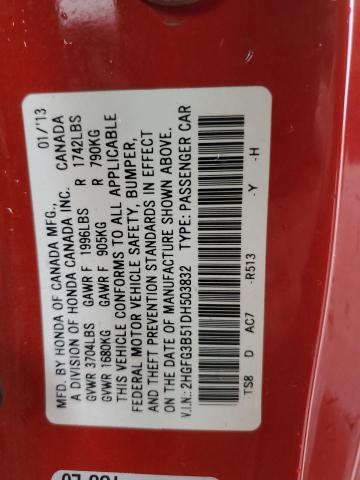 MFD. BY HONDA OF CANADA MFG., 01/'13
A DIVISION OF HONDA CANADA INC. CANADA
GVWR 3704LBS GAWR F 1996LBS R 1742LBS
GVWR 1680KG GAWR F 905KG R 790KG
THIS VEHICLE CONFORMS TO ALL APPLICABLE
FEDERAL MOTOR VEHICLE SAFETY, BUMPER,
AND THEFT PREVENTION STANDARDS IN EFFECT
ON THE DATE OF MANUFACTURE SHOWN ABOVE.
V.I.N.: 2HGFG3B51DH503832 TYPE: PASSENGER CAR
TS8 D AC7 -R513 -Y -H